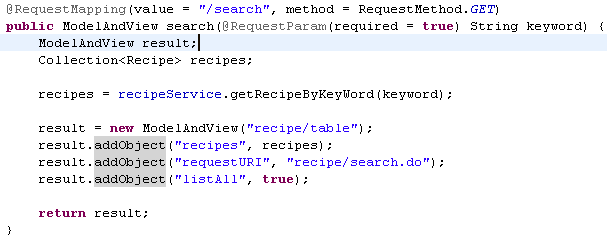 @RequestMapping(value = "/search", method = RequestMethod.GET)
public ModelAndView search(@RequestParam(required = true) String keyword) {
    ModelAndView result;
    Collection<Recipe> recipes;

    recipes = recipeService.getRecipeByKeyWord(keyword);

    result = new ModelAndView("recipe/table");
    result.addObject("recipes", recipes);
    result.addObject("requestURI", "recipe/search.do");
    result.addObject("listAll", true);

    return result;
}